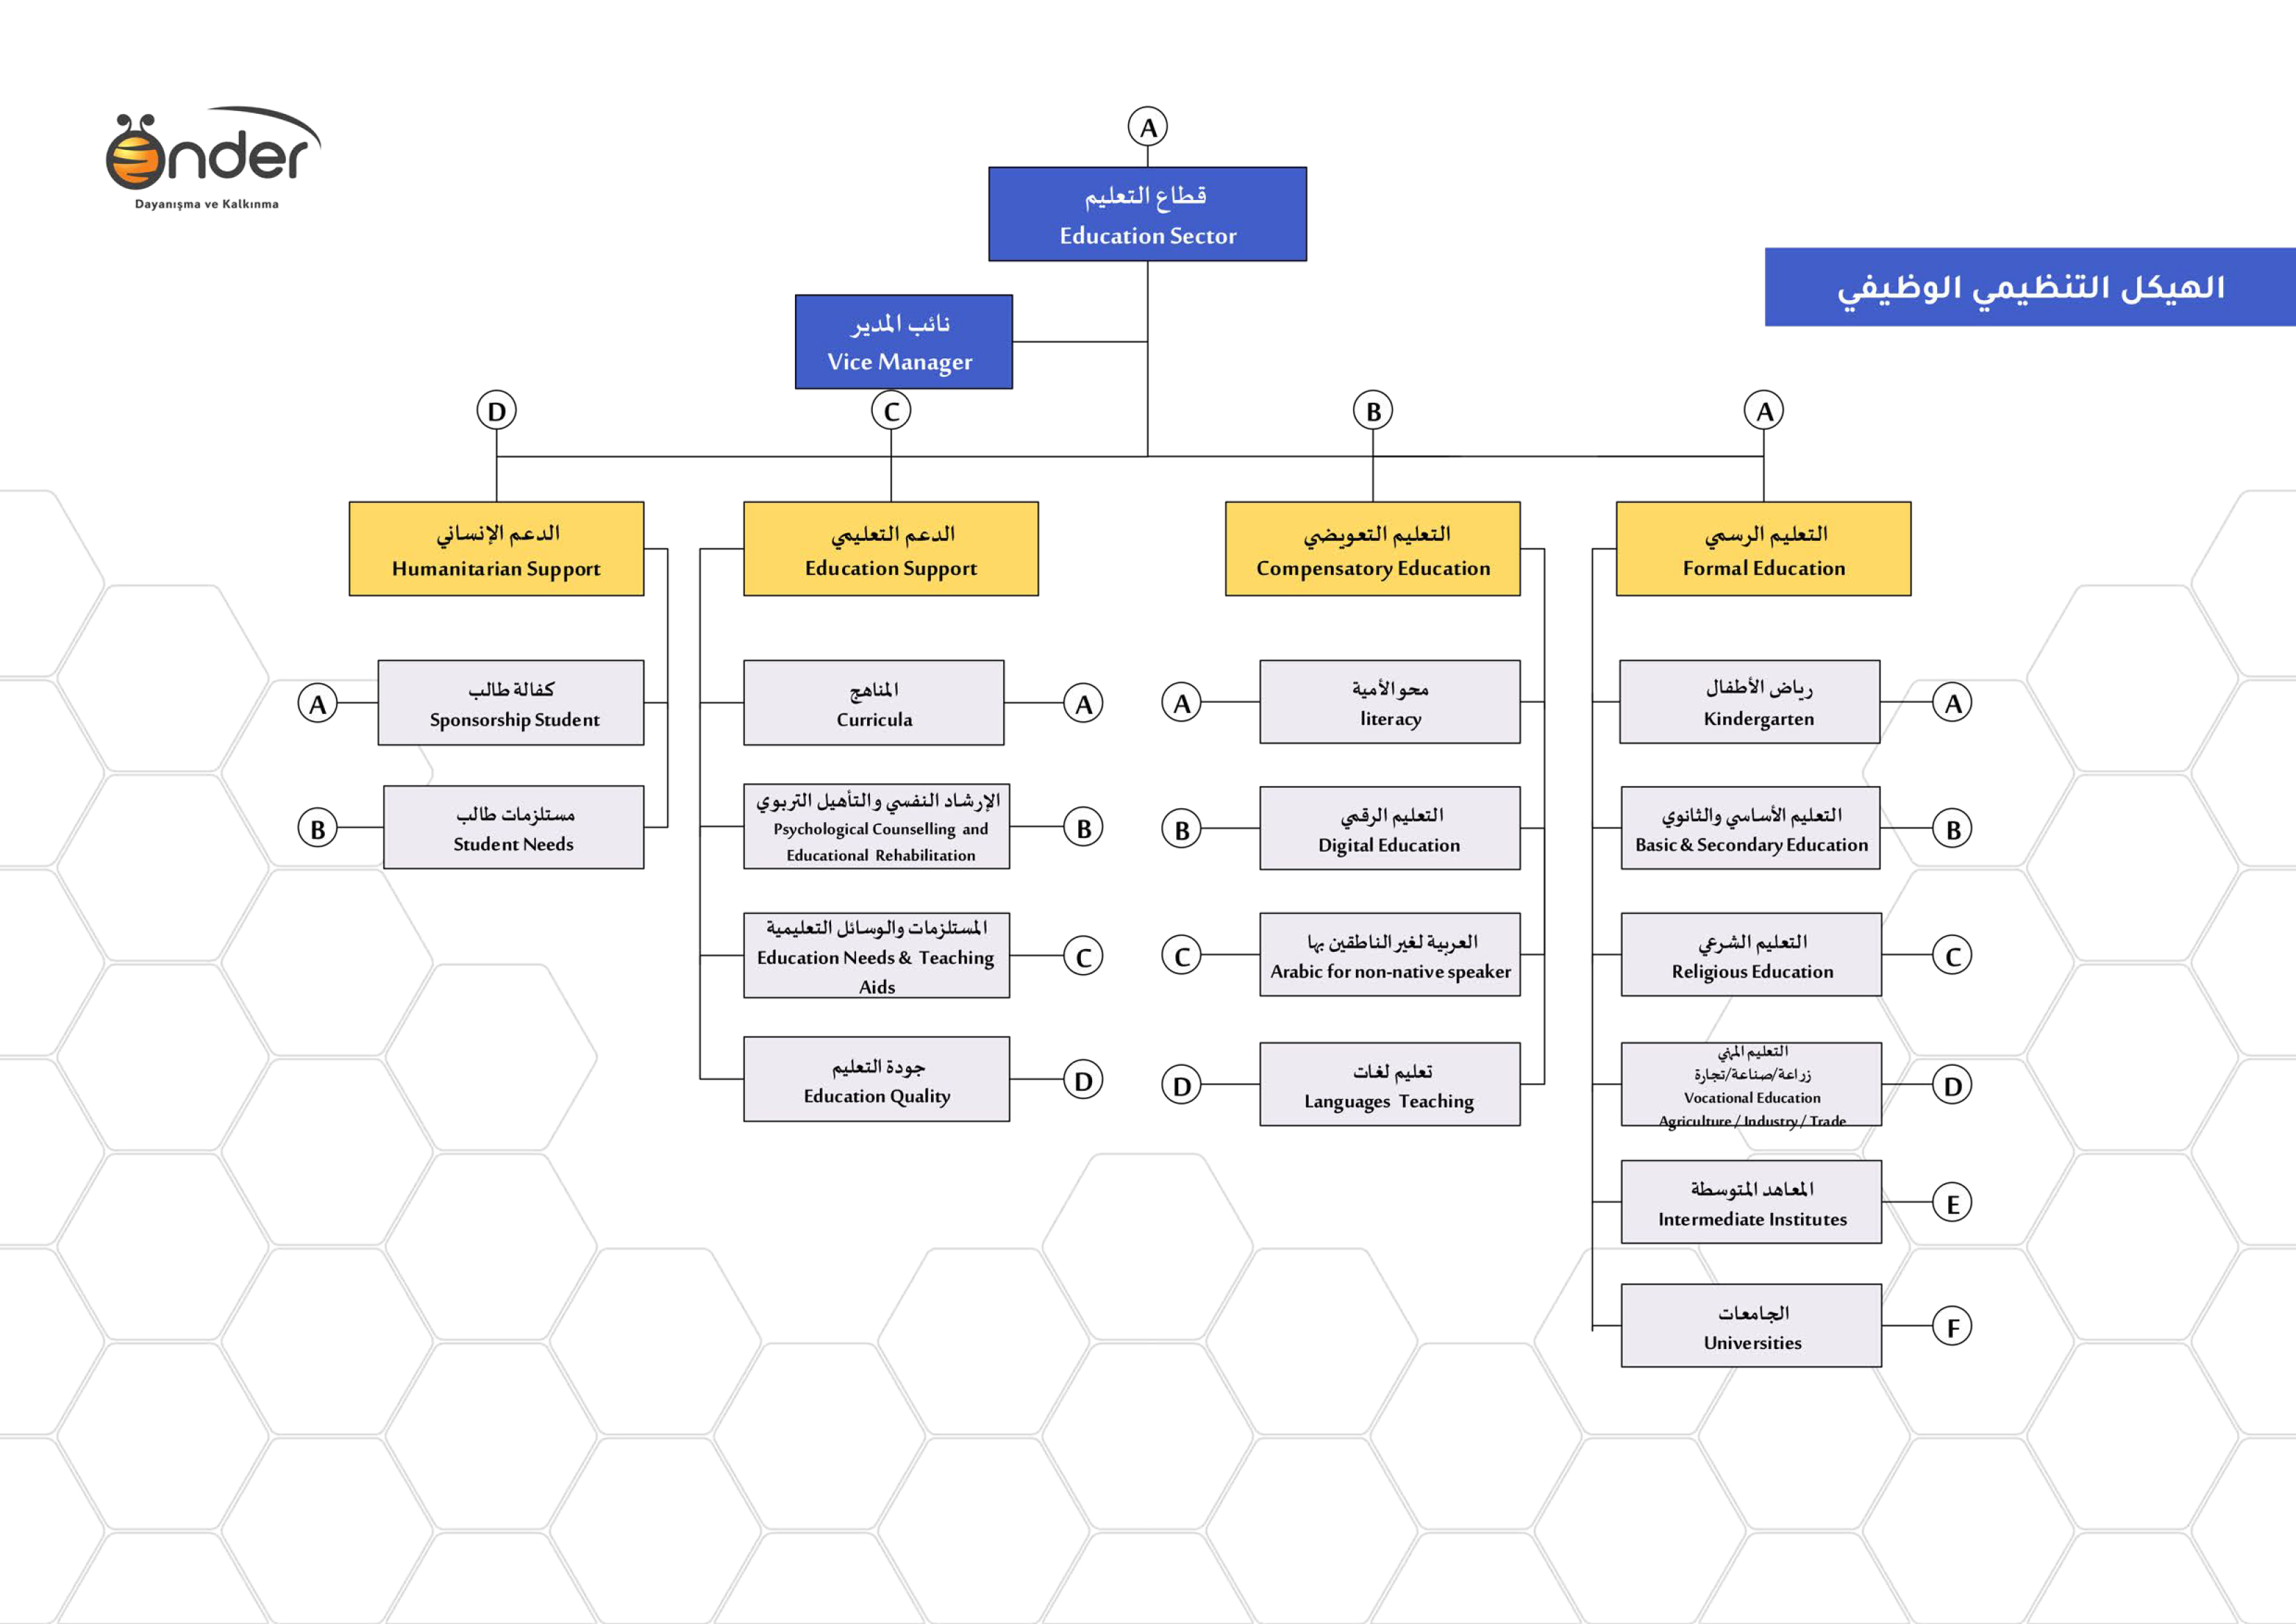 önder
Dayanışma ve Kalkınma
الهيكل التنظيمي الوظيفي
A
قطاع التعليم
Education Sector
نائب المدير
Vice Manager
A
التعليم الرسمي
Formal Education
رياض الأطفال
Kindergarten
A
التعليم الأساسي والثانوي
Basic & Secondary Education
B
التعليم الشرعي
Religious Education
C
التعليم المهني
زراعة/صناعة/تجارة
Vocational Education
Agriculture / Industry / Trade
D
المعاهد المتوسطة
Intermediate Institutes
E
الجامعات
Universities
F
B
التعليم التعويضي
Compensatory Education
محو الأمية
literacy
A
التعليم الرقمي
Digital Education
B
العربية لغير الناطقين بها
Arabic for non-native speaker
C
تعليم لغات
Languages Teaching
D
C
الدعم التعليمي
Education Support
المناهج
Curricula
A
الإرشاد النفسي والتأهيل التربوي
Psychological Counselling and
Educational Rehabilitation
B
المستلزمات والوسائل التعليمية
Education Needs & Teaching
Aids
C
جودة التعليم
Education Quality
D
D
الدعم الإنساني
Humanitarian Support
كفالة طالب
Sponsorship Student
A
مستلزمات طالب
Student Needs
B